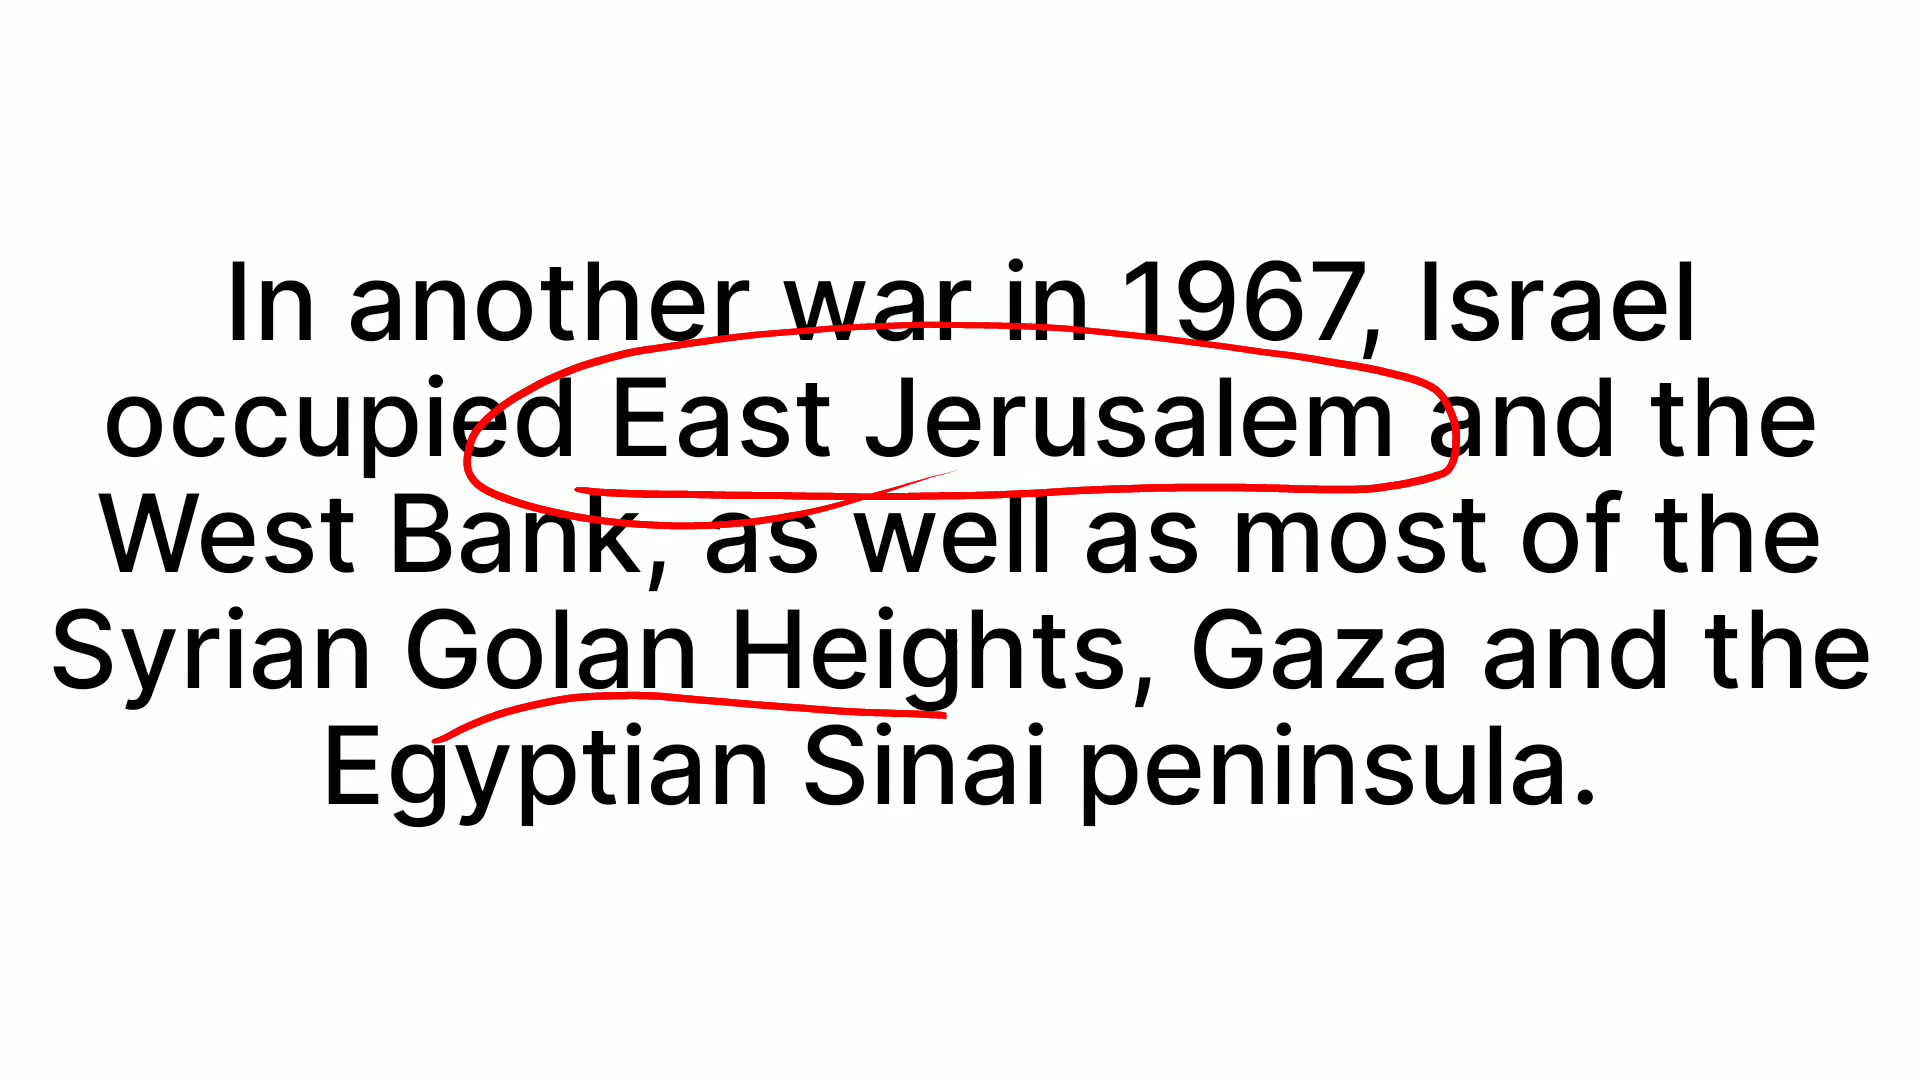 In another war in 1967, Israel
occupied East Jerusalem and the
West Bank, as well as most of the
Syrian Golan Heights, Gaza and the
Egyptian Sinai peninsula.